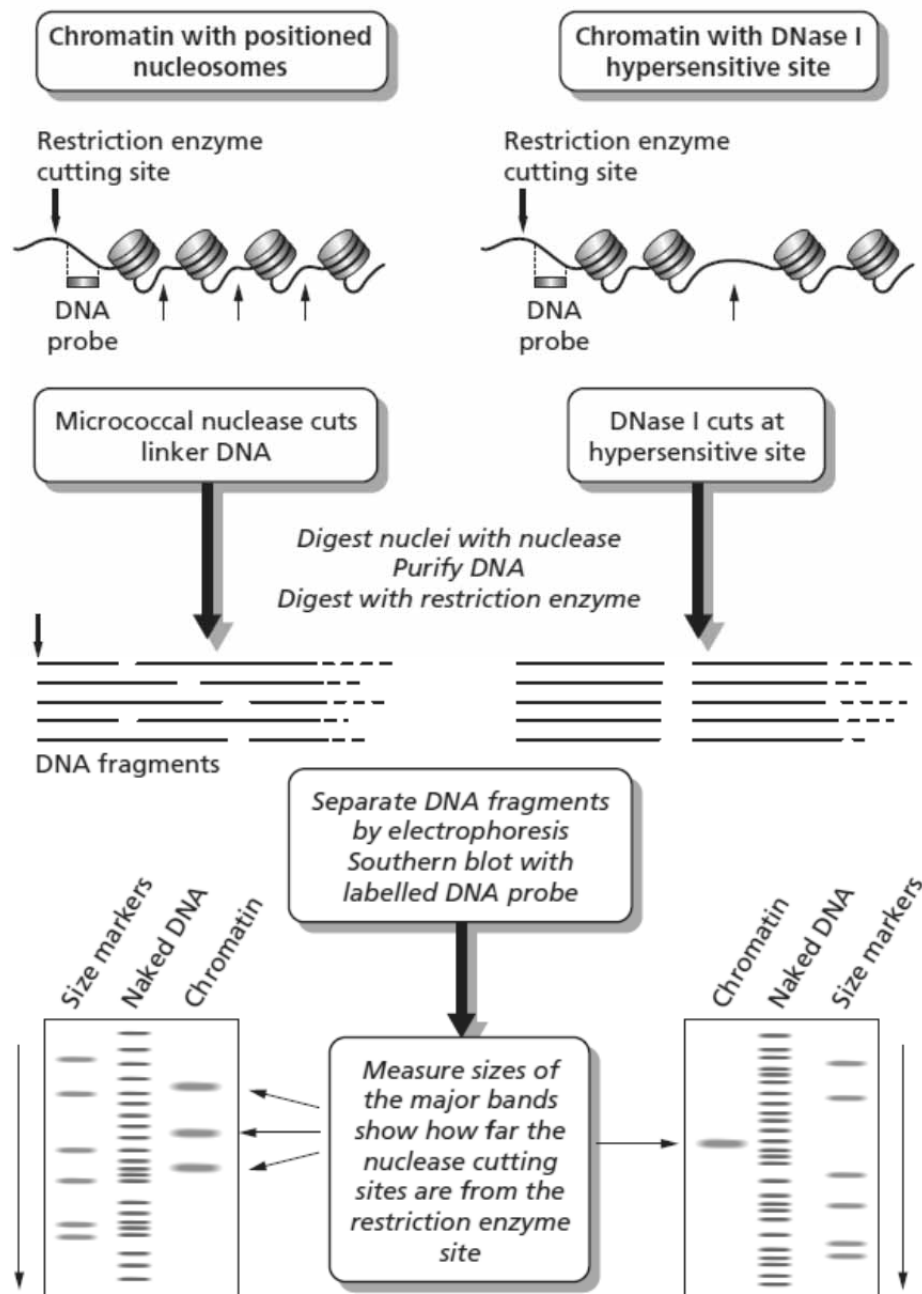 Chromatin with positioned
nucleosomes
Chromatin with DNase I
hypersensitive site
Restriction enzyme
cutting site
Restriction enzyme
cutting site
DNA
probe
DNA
probe
Micrococcal nuclease cuts
linker DNA
DNase I cuts at
hypersensitive site
Digest nuclei with nuclease
Purify DNA
Digest with restriction enzyme
DNA fragments
Separate DNA fragments
by electrophoresis
Southern blot with
labelled DNA probe
Size markers
Naked DNA
Chromatin
Chromatin
Naked DNA
Size markers
Measure sizes of
the major bands
show how far the
nuclease cutting
sites are from the
restriction enzyme
site